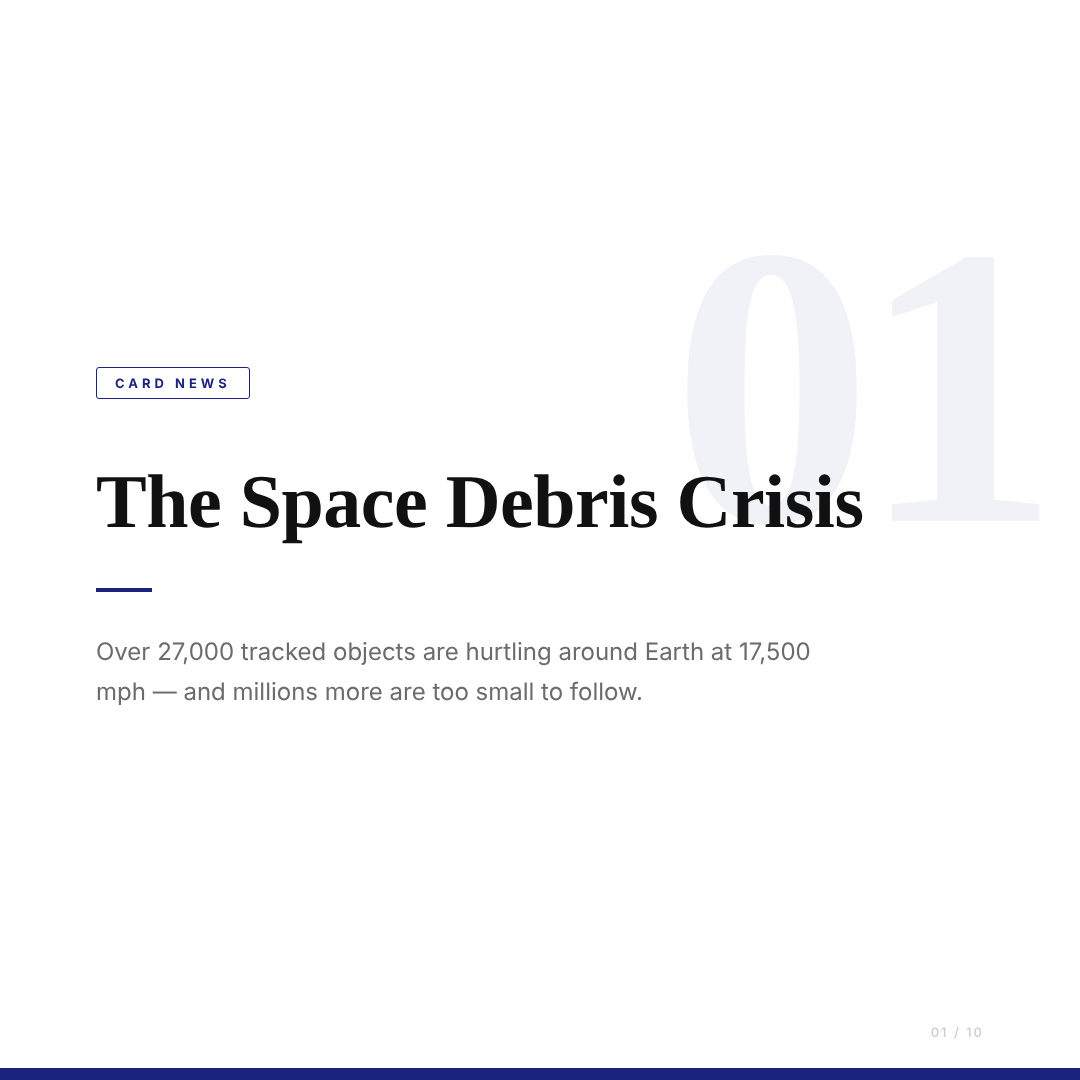 01
CARD NEWS
The Space Debris Crisis
Over 27,000 tracked objects are hurtling around Earth at 17,500
mph — and millions more are too small to follow.
01 / 10